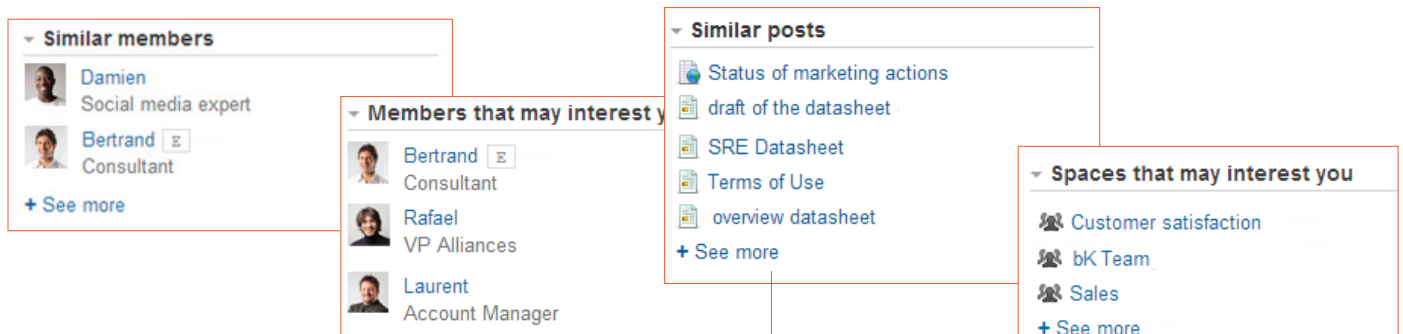 Similar members
Damien
Social media expert
Bertrand Σ
Consultant
+ See more
Members that may interest y
Bertrand Σ
Consultant
Rafael
VP Alliances
Laurent
Account Manager
Similar posts
Status of marketing actions
draft of the datasheet
SRE Datasheet
Terms of Use
overview datasheet
+ See more
Spaces that may interest you
Customer satisfaction
bK Team
Sales
+ See more